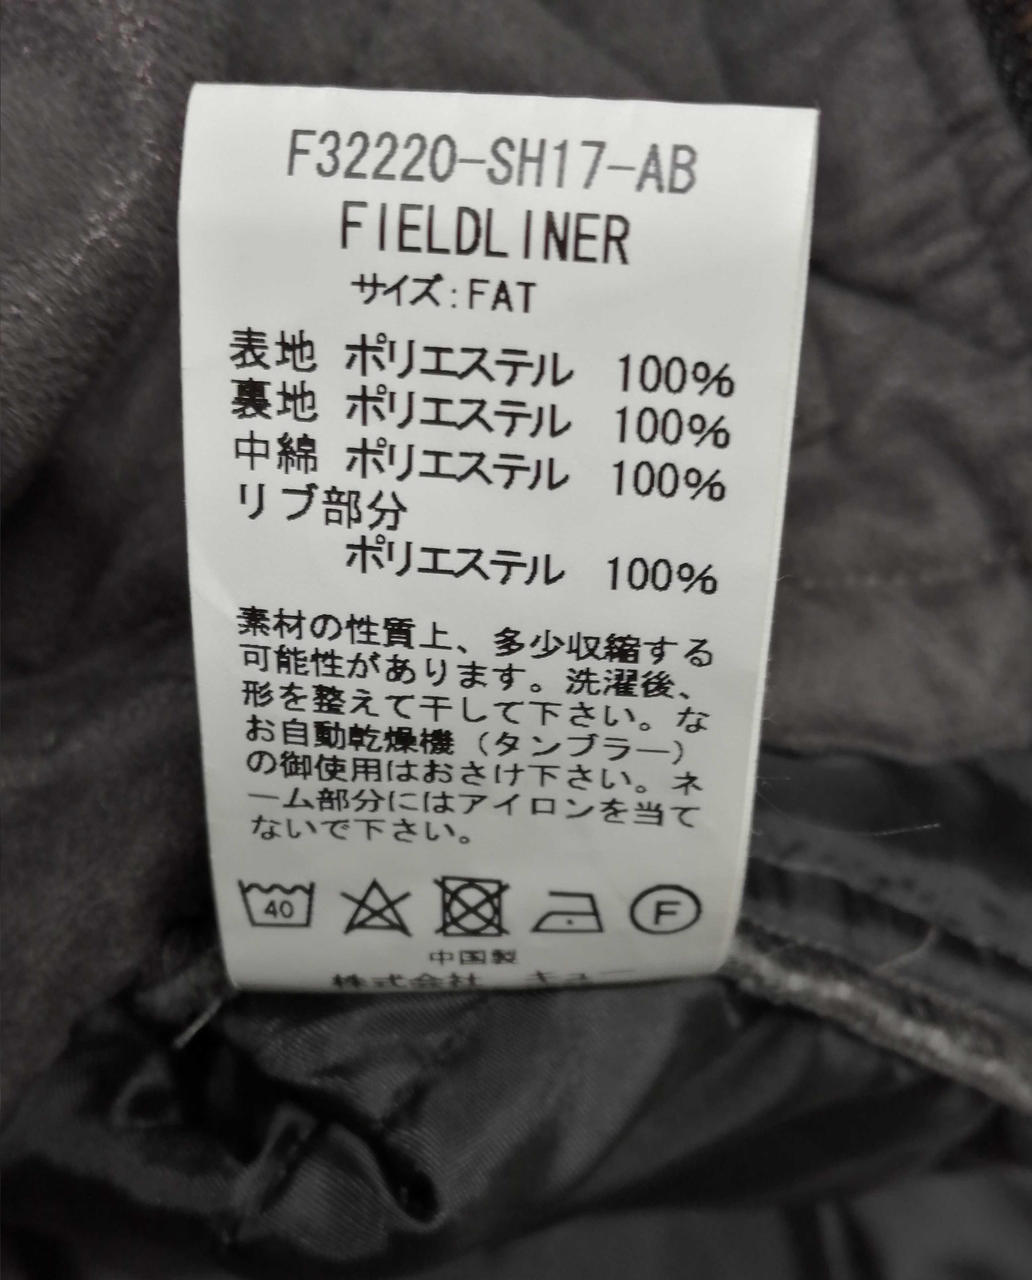 F32220-SH17-AB
FIELDLINER
サイズ:FAT
表地 ポリエステル 100%
裏地 ポリエステル 100%
中綿 ポリエステル 100%
リブ部分
ポリエステル 100%
素材の性質上、多少収縮する
可能性があります。洗濯後、
形を整えて干して下さい。な
お自動乾燥機(タンブラー)
の御使用はおさけ下さい。ネ
ーム部分にはアイロンを当て
ないで下さい。
40 F
中国製
株式会社